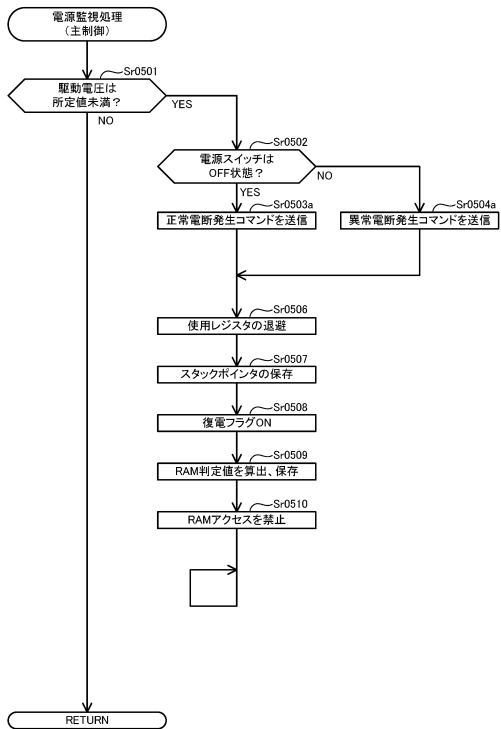 電源監視処理
(主制御)
Sr0501
駆動電圧は
所定値未満？
YES
NO
Sr0502
電源スイッチは
OFF状態？
NO
YES
Sr0503a
正常電断発生コマンドを送信
Sr0504a
異常電断発生コマンドを送信
Sr0506
使用レジスタの退避
Sr0507
スタックポインタの保存
Sr0508
復電フラグON
Sr0509
RAM判定値を算出、保存
Sr0510
RAMアクセスを禁止
RETURN